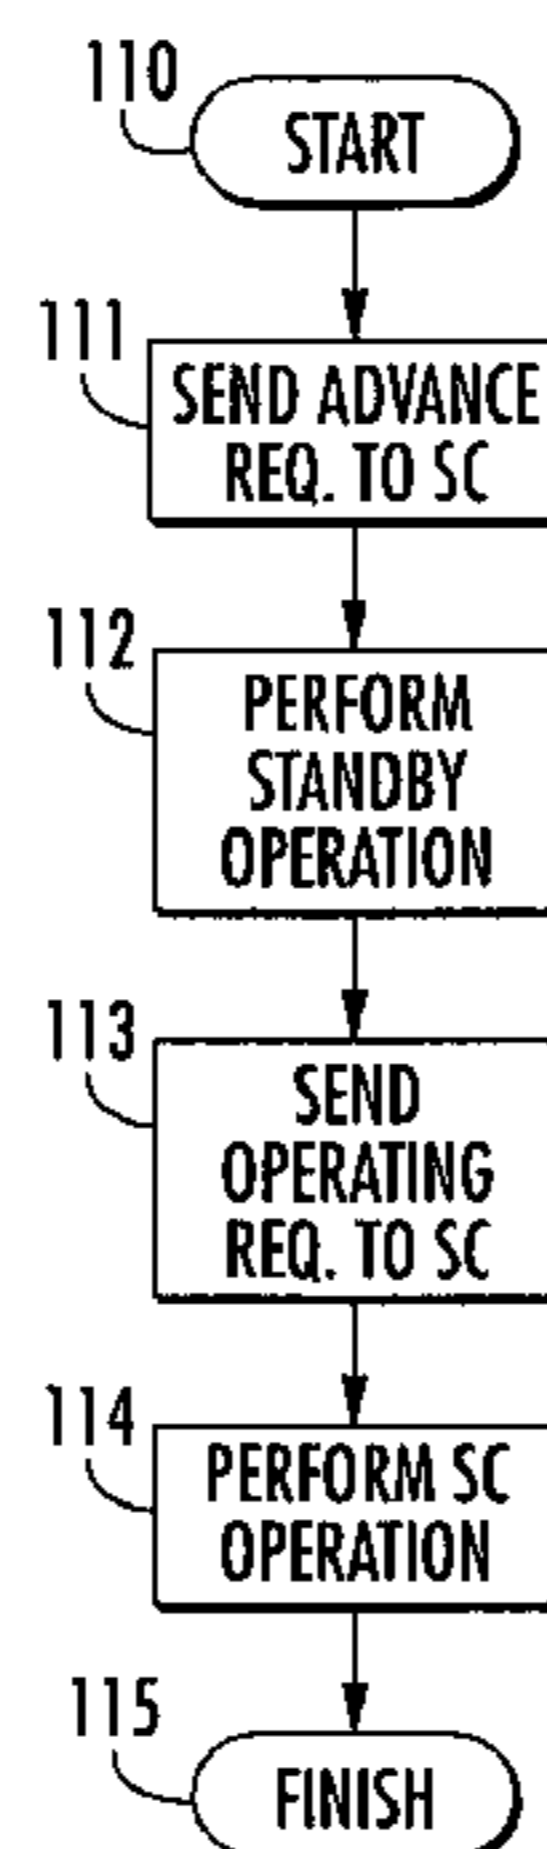 110
START
111
SEND ADVANCE
REQ. TO SC
112
PERFORM
STANDBY
OPERATION
113
SEND
OPERATING
REQ. TO SC
114
PERFORM SC
OPERATION
115
FINISH